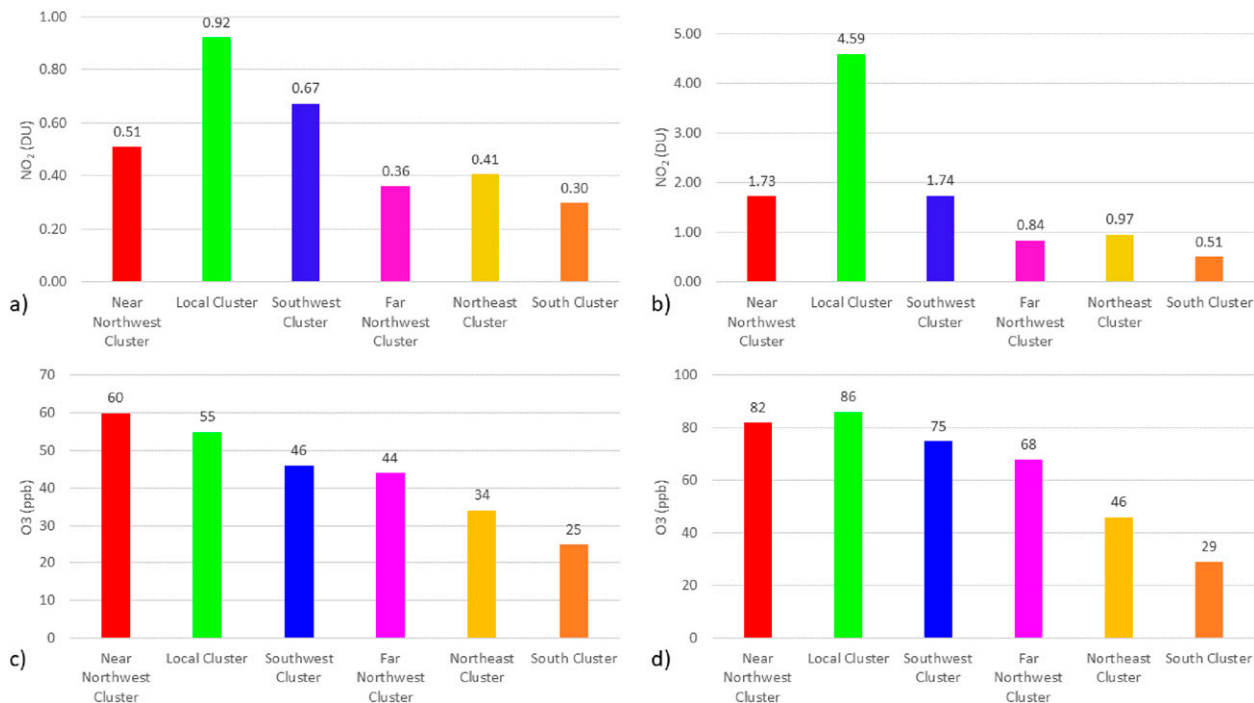 1.00
0.80
0.60
0.40
0.20
0.00
NO₂ (DU)
0.51
0.92
0.67
0.36
0.41
0.30
Near
Northwest
Cluster
Local Cluster
Southwest
Cluster
Far
Northwest
Cluster
Northeast
Cluster
South Cluster
a)
5.00
4.00
3.00
2.00
1.00
0.00
NO₂ (DU)
1.73
4.59
1.74
0.84
0.97
0.51
Near
Northwest
Cluster
Local Cluster
Southwest
Cluster
Far
Northwest
Cluster
Northeast
Cluster
South Cluster
b)
70
60
50
40
30
20
10
0
O3 (ppb)
60
55
46
44
34
25
Near
Northwest
Cluster
Local Cluster
Southwest
Cluster
Far
Northwest
Cluster
Northeast
Cluster
South Cluster
c)
100
80
60
40
20
0
O3 (ppb)
82
86
75
68
46
29
Near
Northwest
Cluster
Local Cluster
Southwest
Cluster
Far
Northwest
Cluster
Northeast
Cluster
South Cluster
d)